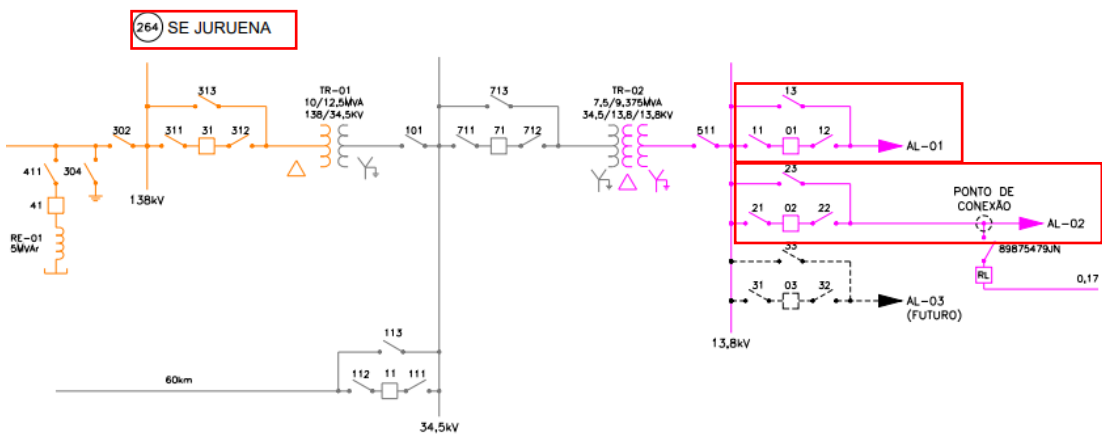 264 SE JURUENA
313
302
311
31
312
TR-01
10/12,5MVA
138/34,5KV
411
304
41
RE-01
5MVAr
138kV
101
713
711
71
712
TR-02
7,5/9,375MVA
34,5/13,8/13,8KV
511
13
11
01
12
AL-01
23
21
02
22
PONTO DE
CONEXÃO
AL-02
89875479JN
RL
0,17
33
31
03
32
AL-03
(FUTURO)
13,8kV
113
60km
112
11
111
34,5kV